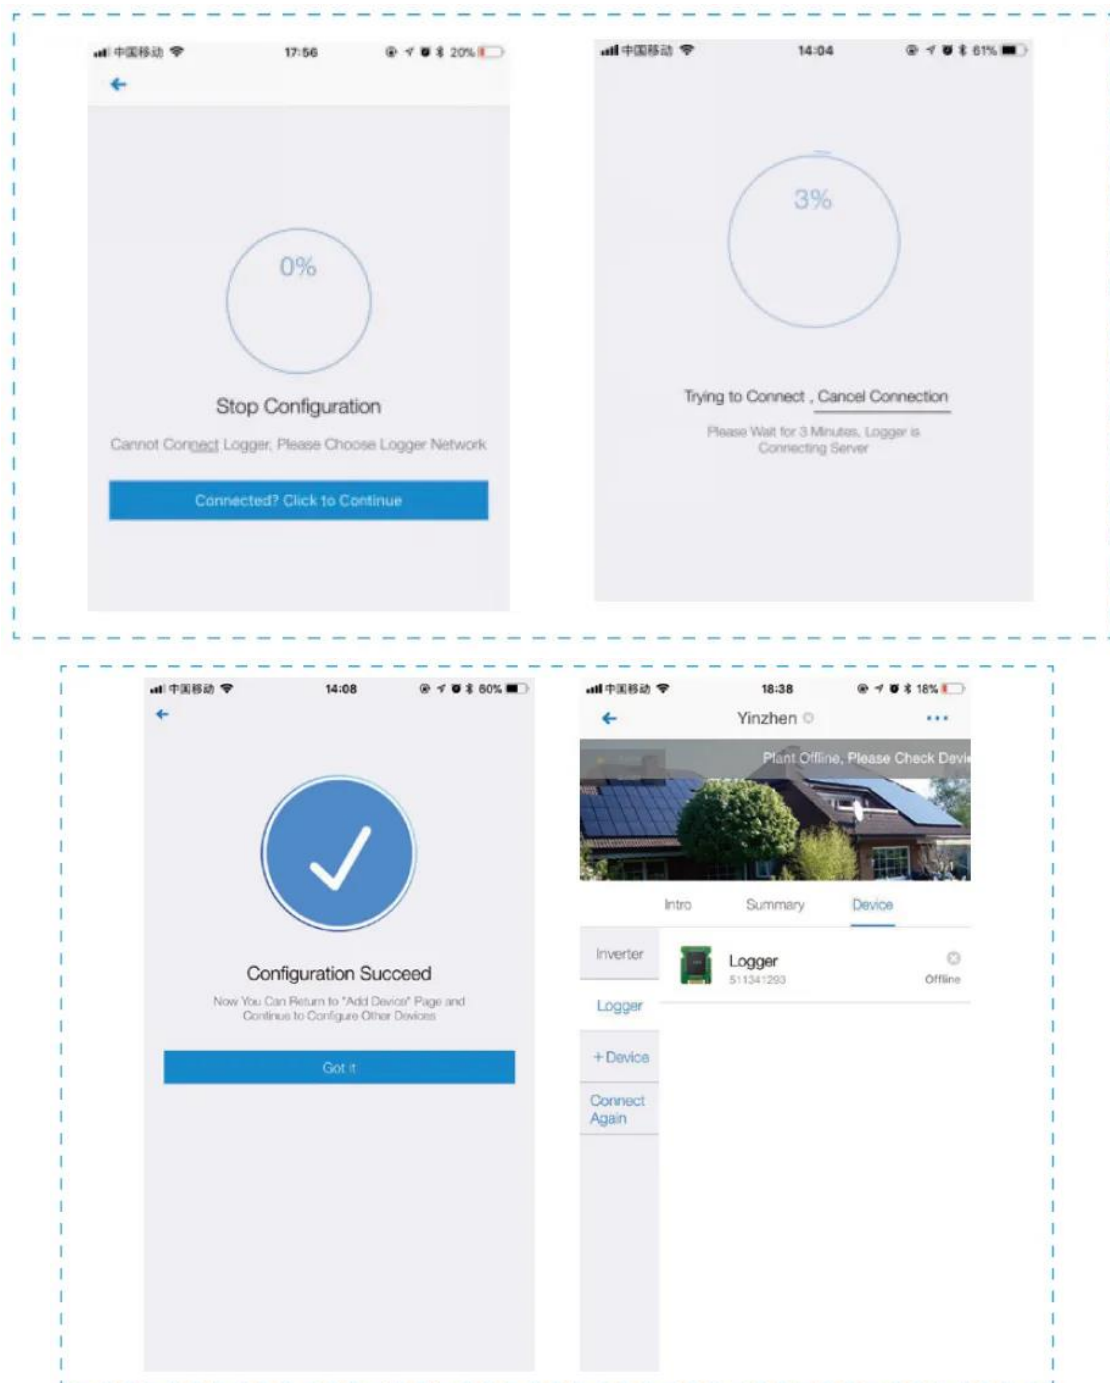 中国移动 17:56 20%
0%
Stop Configuration
Cannot Connect Logger, Please Choose Logger Network
Connected? Click to Continue
中国移动 14:04 61%
3%
Trying to Connect , Cancel Connection
Please Wait for 3 Minutes, Logger is
Connecting Server
中国移动 14:08 60%
Configuration Succeed
Now You Can Return to "Add Device" Page and
Continue to Configure Other Devices
Got it
中国移动 18:38 18%
Yinzhen
Plant Offline, Please Check Devi
Intro Summary Device
Inverter
Logger
+ Device
Connect
Again
Logger
511341293
Offline